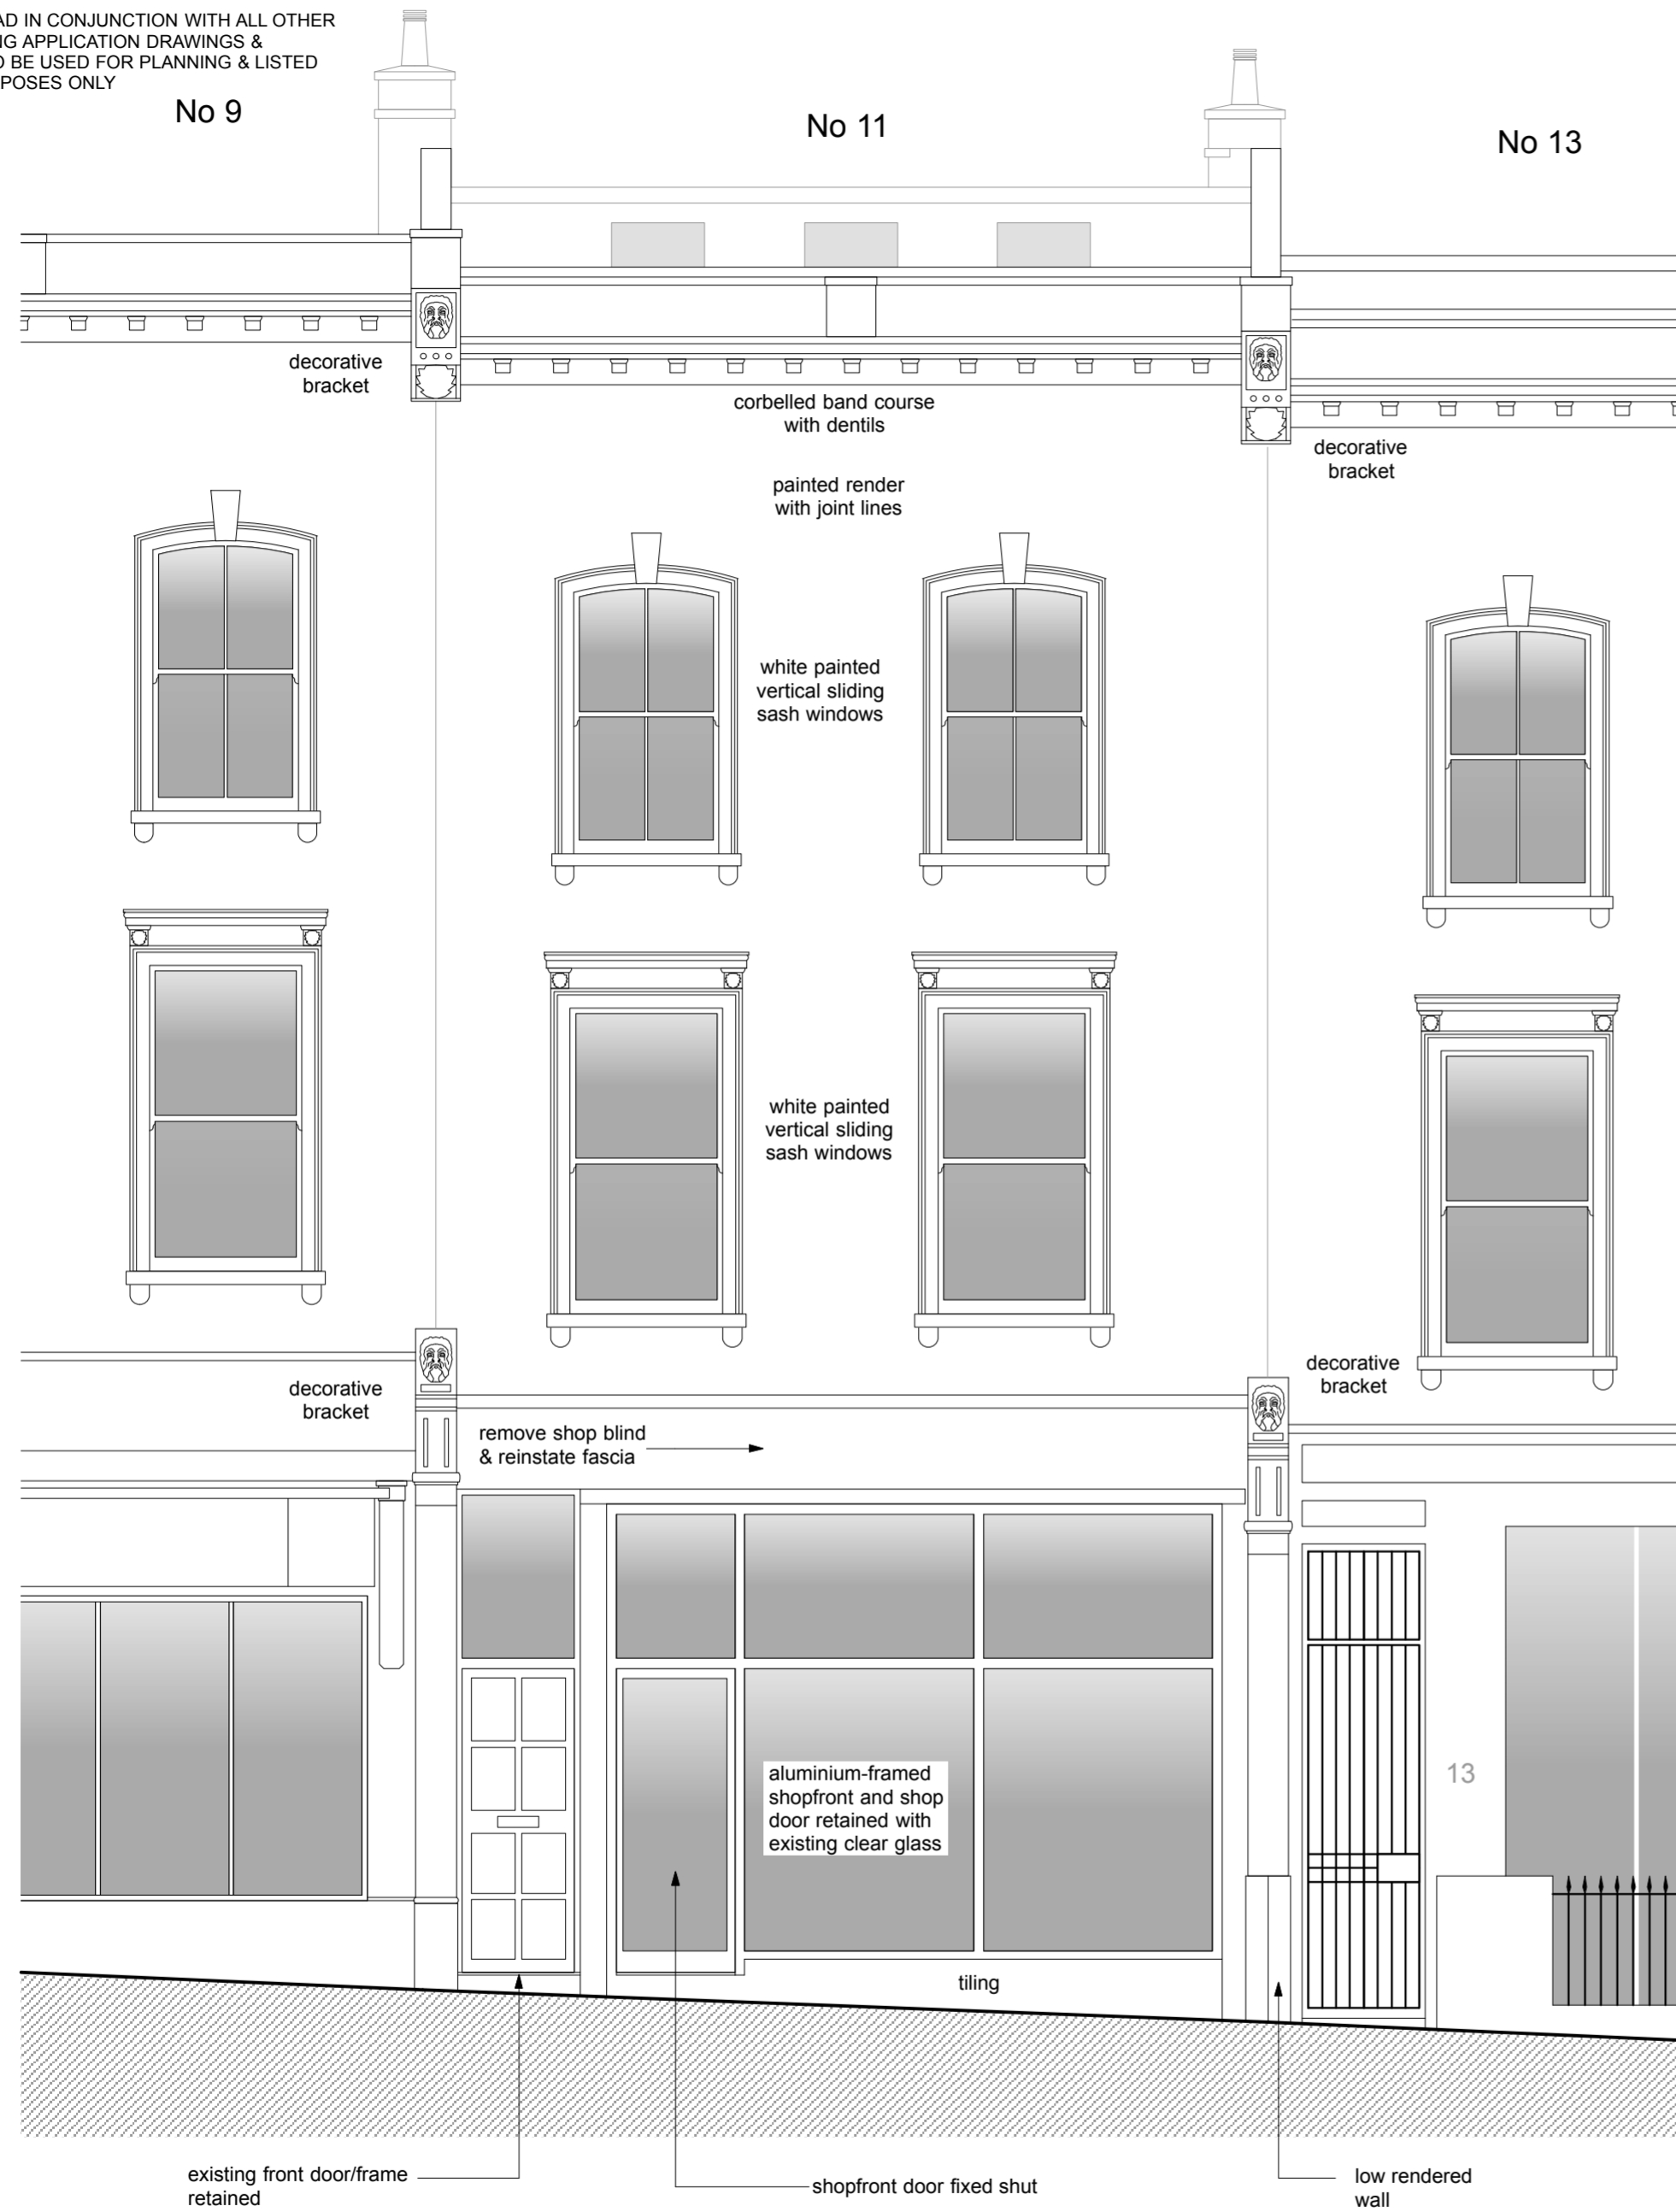 AD IN CONJUNCTION WITH ALL OTHER
NG APPLICATION DRAWINGS &
O BE USED FOR PLANNING & LISTED
POSES ONLY
No 9
No 11
No 13
decorative
bracket
corbelled band course
with dentils
decorative
bracket
painted render
with joint lines
white painted
vertical sliding
sash windows
white painted
vertical sliding
sash windows
decorative
bracket
decorative
bracket
remove shop blind
& reinstate fascia
aluminium-framed
shopfront and shop
door retained with
existing clear glass
13
tiling
existing front door/frame
retained
shopfront door fixed shut
low rendered
wall